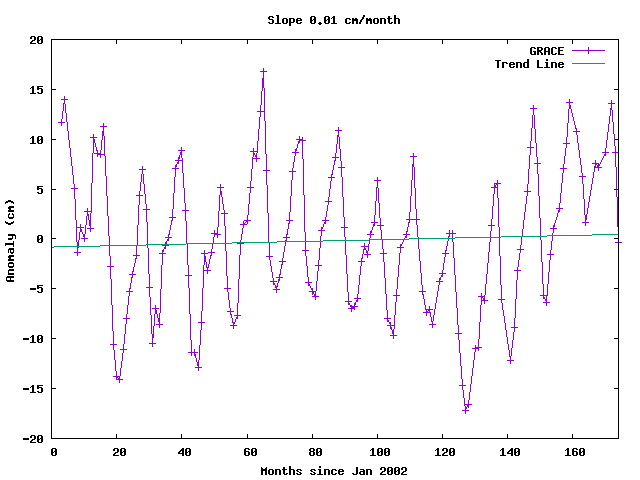 Slope 0.01 cm/month
GRACE
Trend Line
20
15
10
5
0
-5
-10
-15
-20
Anomaly (cm)
0 20 40 60 80 100 120 140 160
Months since Jan 2002